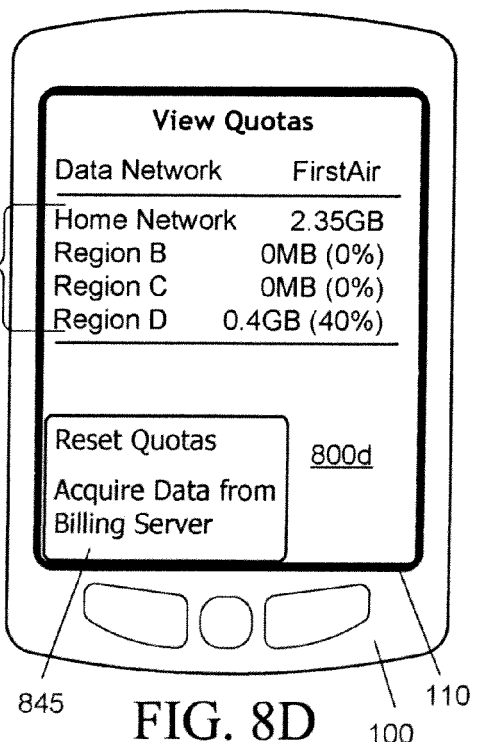 View Quotas
Data Network FirstAir
Home Network 2.35GB
Region B 0MB (0%)
Region C 0MB (0%)
Region D 0.4GB (40%)
Reset Quotas
800d
Acquire Data from
Billing Server
845
110
FIG. 8D
100